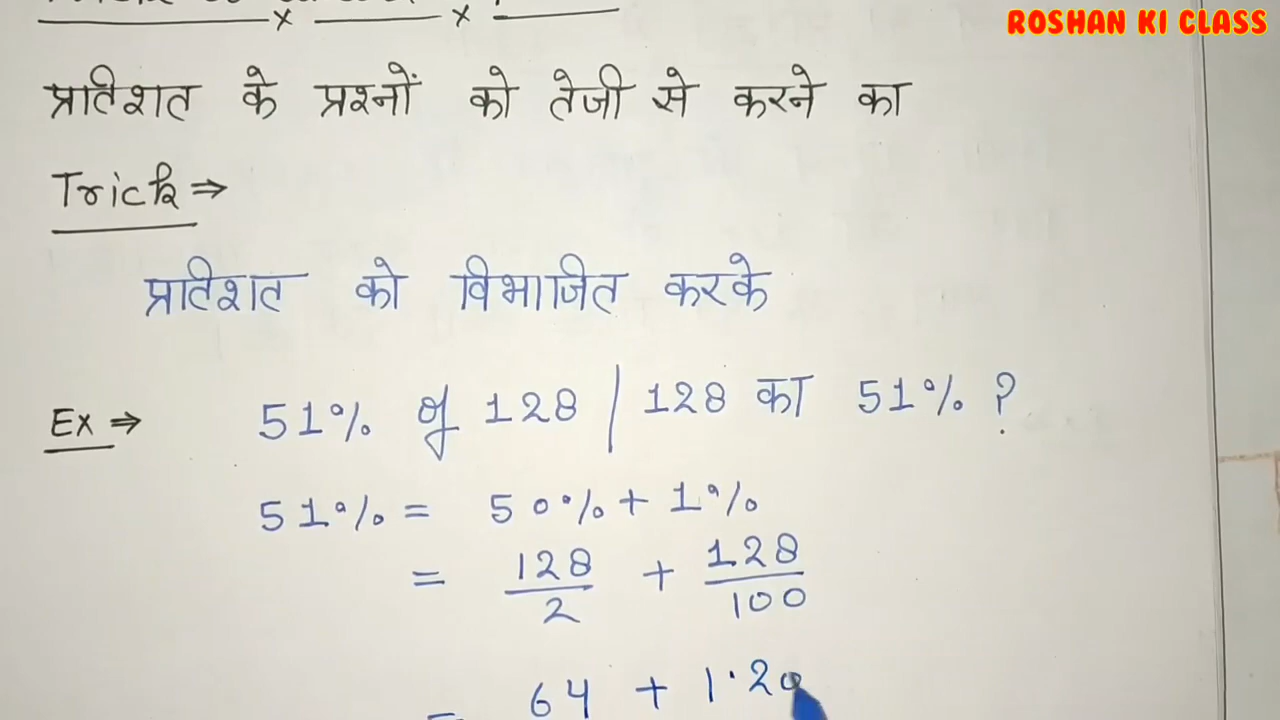 ROSHAN KI CLASS
प्रतिशत के प्रश्नों को तेजी से करने का
Trick ⇒
प्रतिशत को विभाजित करके
Ex ⇒ 51% of 128 / 128 का 51% ?
51% = 50% + 1%
= 128/2 + 128/100
= 64 + 1.2